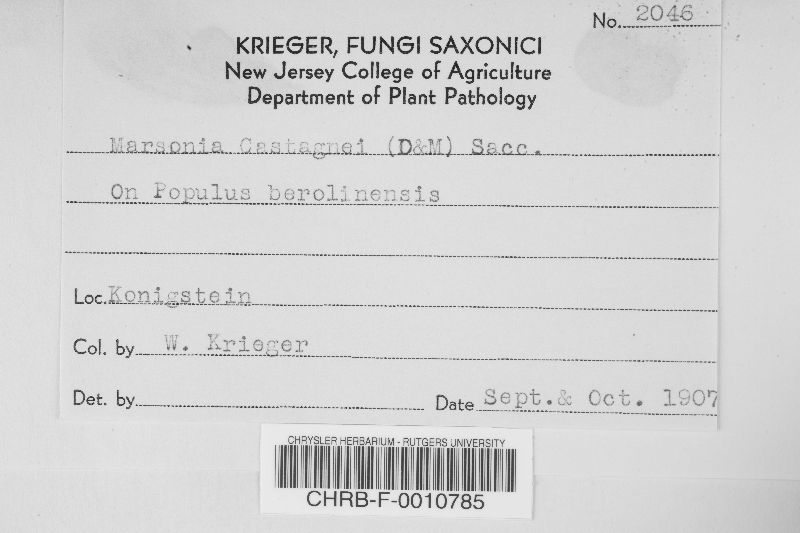 No. 2046
KRIEGER, FUNGI SAXONICI
New Jersey College of Agriculture
Department of Plant Pathology
Marsonia Castagnei (D&M) Sacc.
On Populus berolinensis
Loc. Konigstein
Col. by W. Krieger
Det. by
Date Sept.& Oct. 1907
CHRYSLER HERBARIUM - RUTGERS UNIVERSITY
CHRB-F-0010785